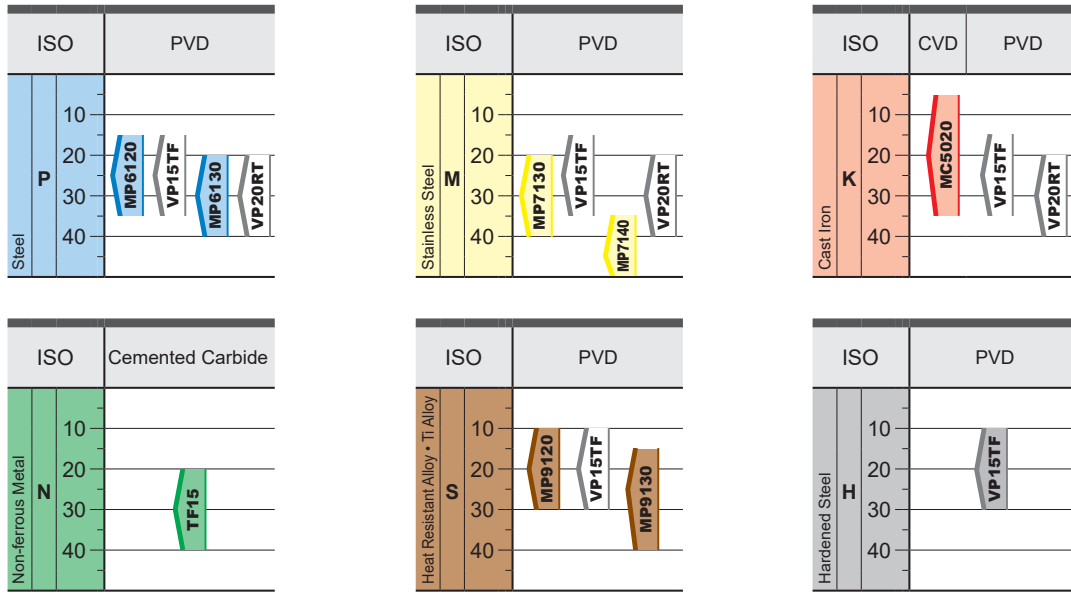 ISO PVD
Steel
P
10
20
30
40
MP6120
VP15TF
MP6130
VP20RT
ISO PVD
Stainless Steel
M
10
20
30
40
MP7130
VP15TF
MP7140
VP20RT
ISO CVD PVD
Cast Iron
K
10
20
30
40
MC5020
VP15TF
VP20RT
ISO Cemented Carbide
Non-ferrous Metal
N
10
20
30
40
TF15
ISO PVD
Heat Resistant Alloy • Ti Alloy
S
10
20
30
40
MP9120
VP15TF
MP9130
ISO PVD
Hardened Steel
H
10
20
30
40
VP15TF